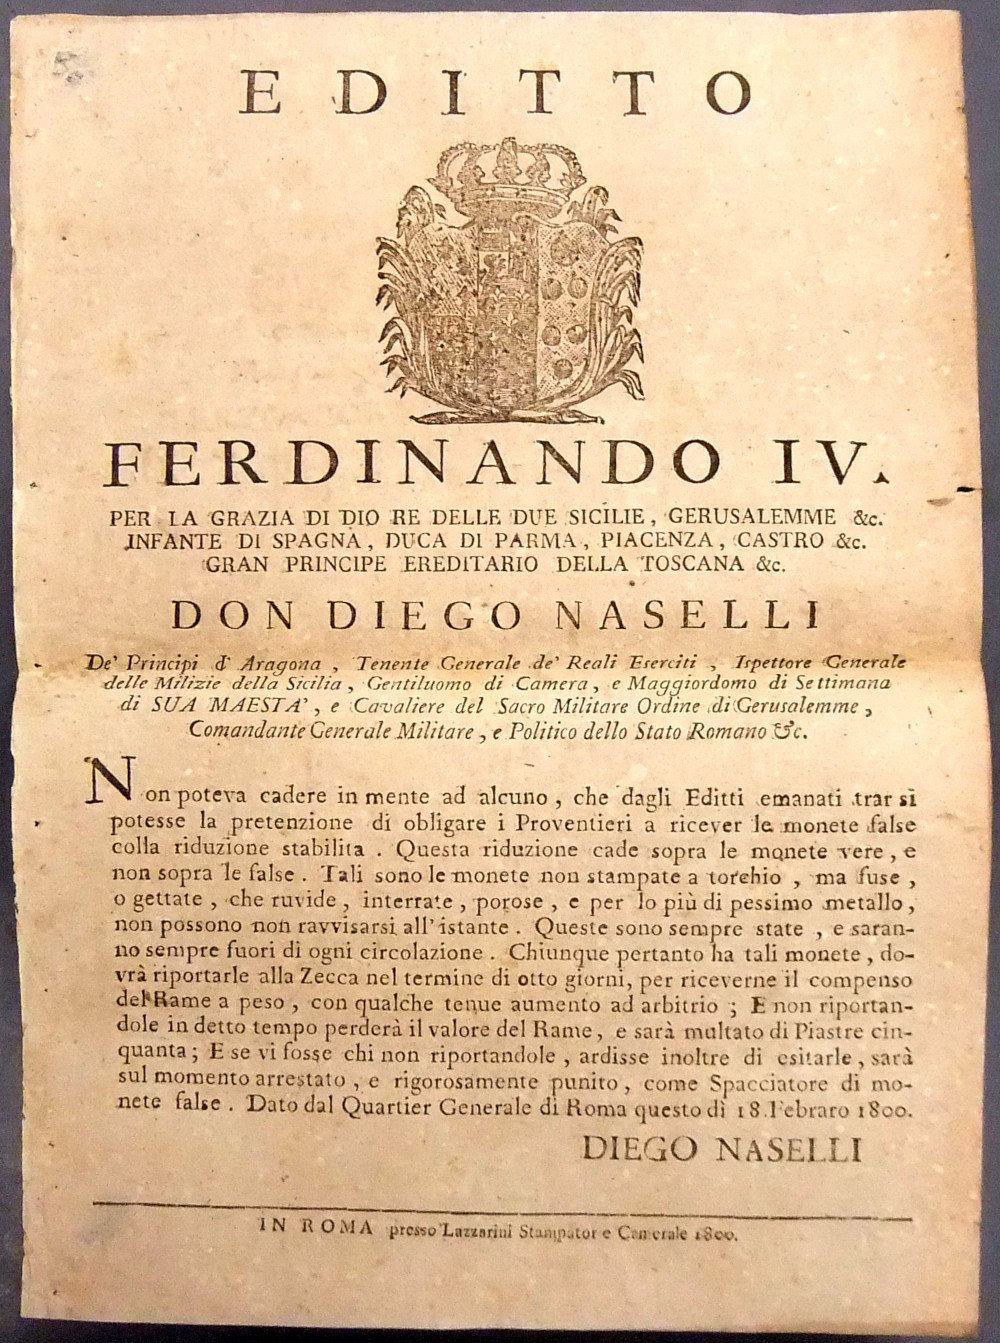 EDITTO
FERDINANDO IV.
PER LA GRAZIA DI DIO RE DELLE DUE SICILIE, GERUSALEMME &c.
INFANTE DI SPAGNA, DUCA DI PARMA, PIACENZA, CASTRO &c.
GRAN PRINCIPE EREDITARIO DELLA TOSCANA &c.
DON DIEGO NASELLI
De' Principi d' Aragona, Tenente Generale de' Reali Eserciti, Ispettore Generale
delle Milizie della Sicilia, Gentiluomo di Camera, e Maggiordomo di Settimana
di SUA MAESTA', e Cavaliere del Sacro Militare Ordine di Gerusalemme,
Comandante Generale Militare, e Politico dello Stato Romano &c.
Non poteva cadere in mente ad alcuno, che dagli Editti emanati trar si
potesse la pretenzione di obligare i Proventieri a ricever le monete false
colla riduzione stabilita. Questa riduzione cade sopra le monete vere, e
non sopra le false. Tali sono le monete non stampate a torchio, ma fuse,
o gettate, che ruvide, interrate, porose, e per lo più di pessimo metallo,
non possono non ravvisarsi all'istante. Queste sono sempre state, e saran-
no sempre fuori di ogni circolazione. Chiunque pertanto ha tali monete, do-
vrà riportarle alla Zecca nel termine di otto giorni, per riceverne il compenso
del Rame a peso, con qualche tenue aumento ad arbitrio; E non riportan-
dole in detto tempo perderà il valore del Rame, e sarà multato di Piastre cin-
quanta; E se vi fosse chi non riportandole, ardisse inoltre di esitarle, sarà
sul momento arrestato, e rigorosamente punito, come Spacciatore di mo-
nete false. Dato dal Quartier Generale di Roma questo dì 18. Febraro 1800.
DIEGO NASELLI
IN ROMA presso Lazzarini Stampatore Camerale 1800.